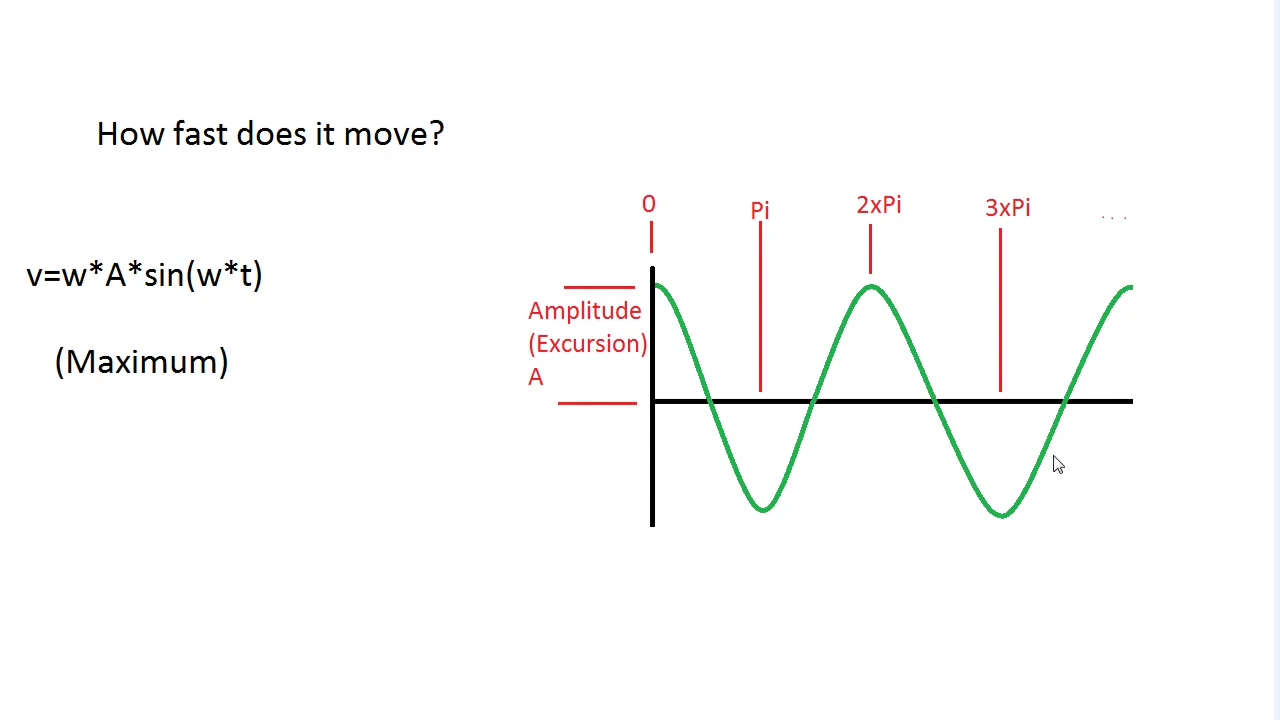 How fast does it move?
v=w*A*sin(w*t)
(Maximum)
0
Pi
2xPi
3xPi
. . .
Amplitude
(Excursion)
A